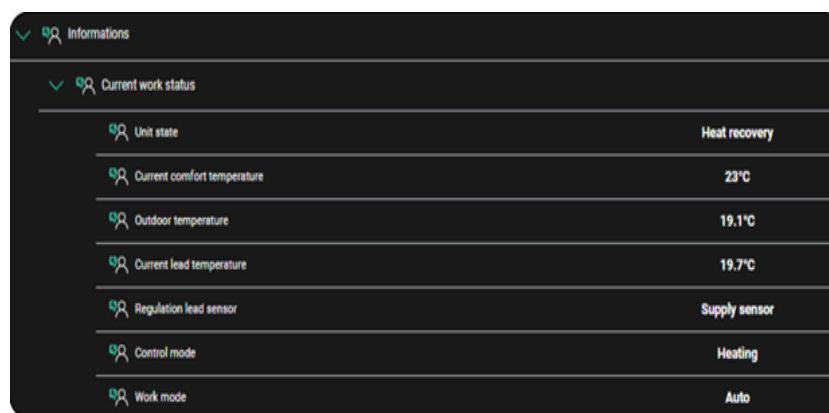 Informations
Current work status
Unit state Heat recovery
Current comfort temperature 23°C
Outdoor temperature 19.1°C
Current lead temperature 19.7°C
Regulation lead sensor Supply sensor
Control mode Heating
Work mode Auto